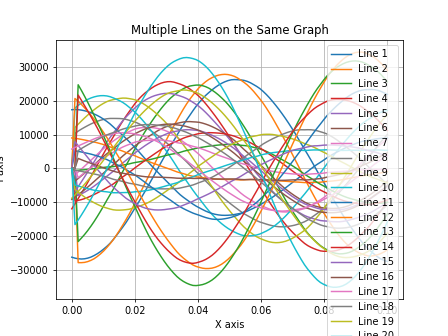 Multiple Lines on the Same Graph
30000
20000
10000
0
−10000
−20000
−30000
0.00
0.02
0.04
0.06
X axis
Line 1
Line 2
Line 3
Line 4
Line 5
Line 6
Line 7
Line 8
Line 9
Line 10
Line 11
Line 12
Line 13
Line 14
Line 15
Line 16
Line 17
Line 18
Line 19
Line 20